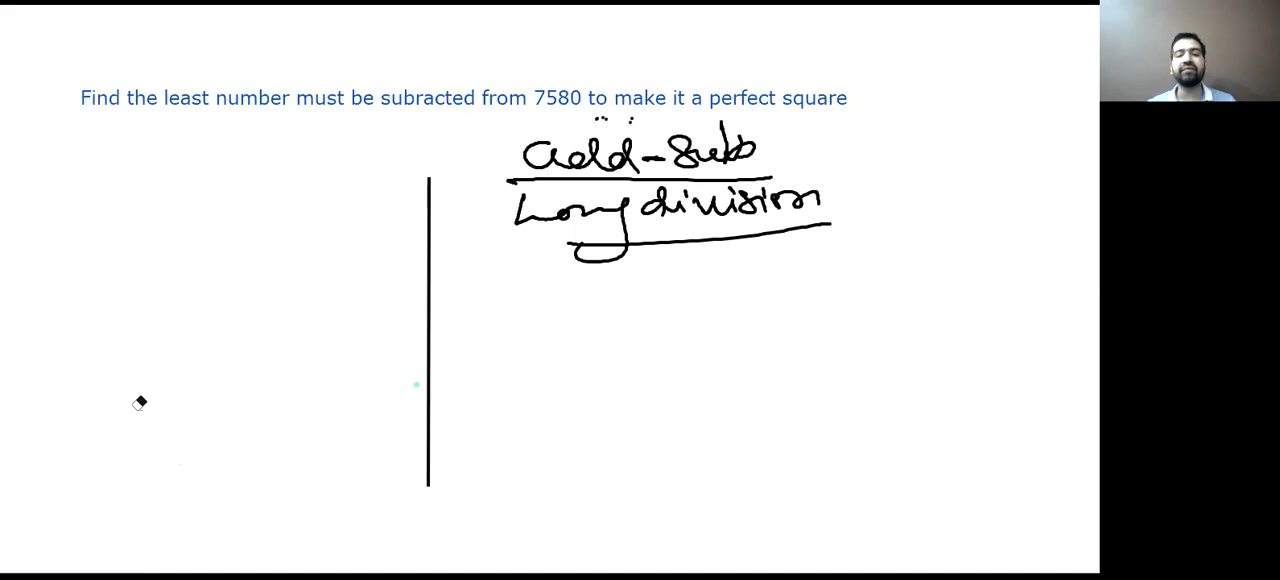 Find the least number must be subracted from 7580 to make it a perfect square
add-Sub
Long division